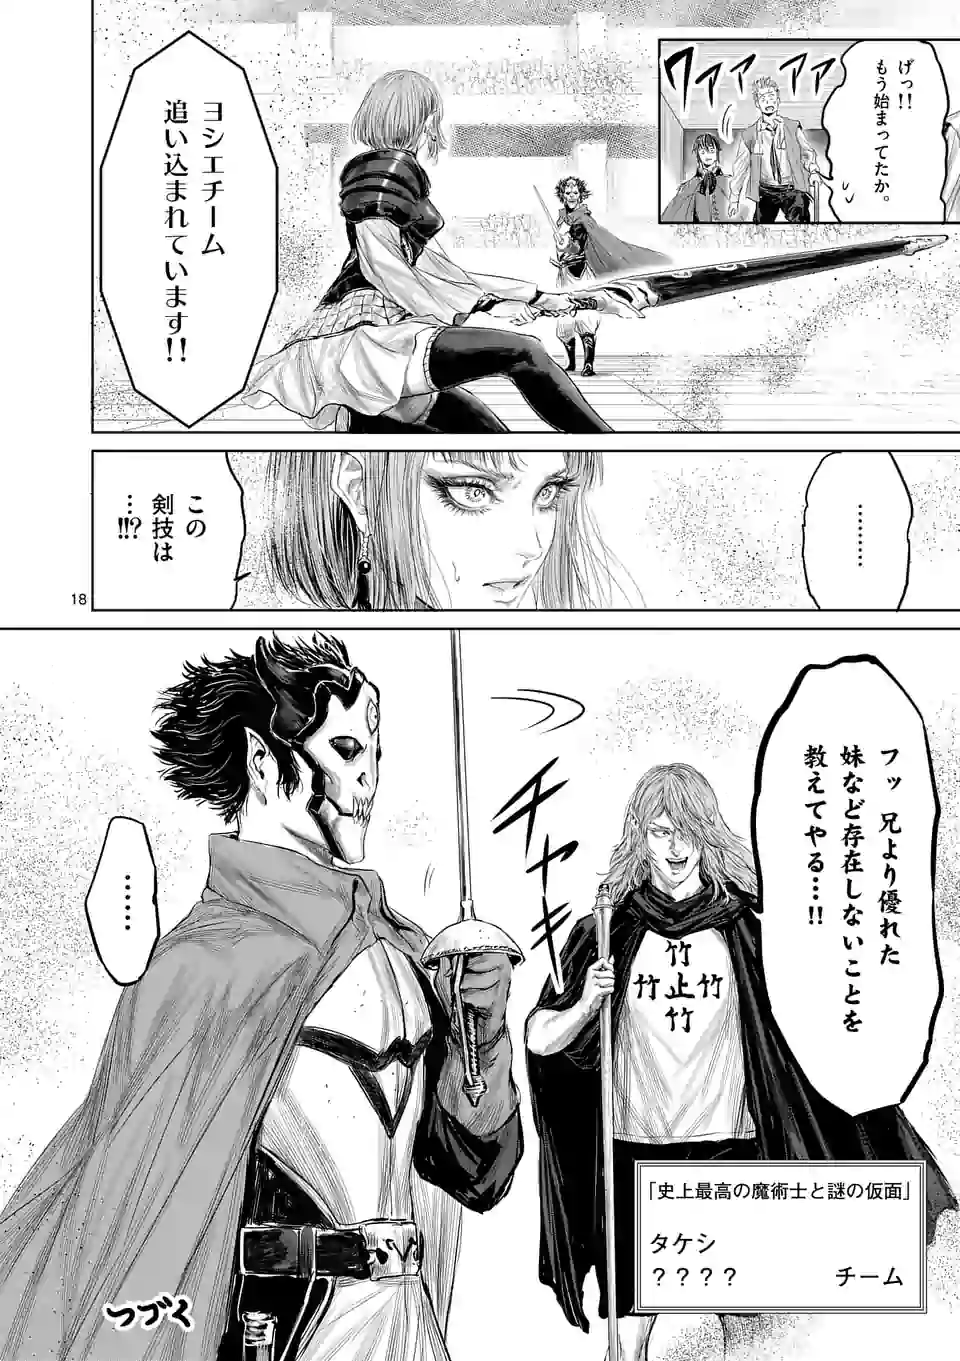 げっ!!
もう始まってたか。
ワァァ ァァ
ヨシエチーム
追い込まれています!!
………
この
剣技は
…!!?
18
フッ 兄より優れた
妹など存在しないことを
教えてやる…!!
チャキ
竹
竹止竹
竹
……
「史上最高の魔術士と謎の仮面」
タケシ
???? チーム
つづく